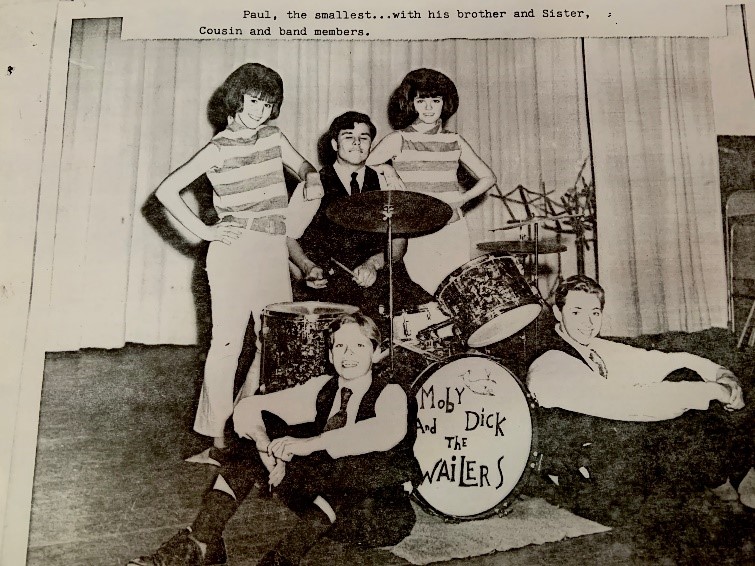 Paul, the smallest...with his brother and Sister,
Cousin and band members.
MoBY
And Dick
THE
WAiLERS